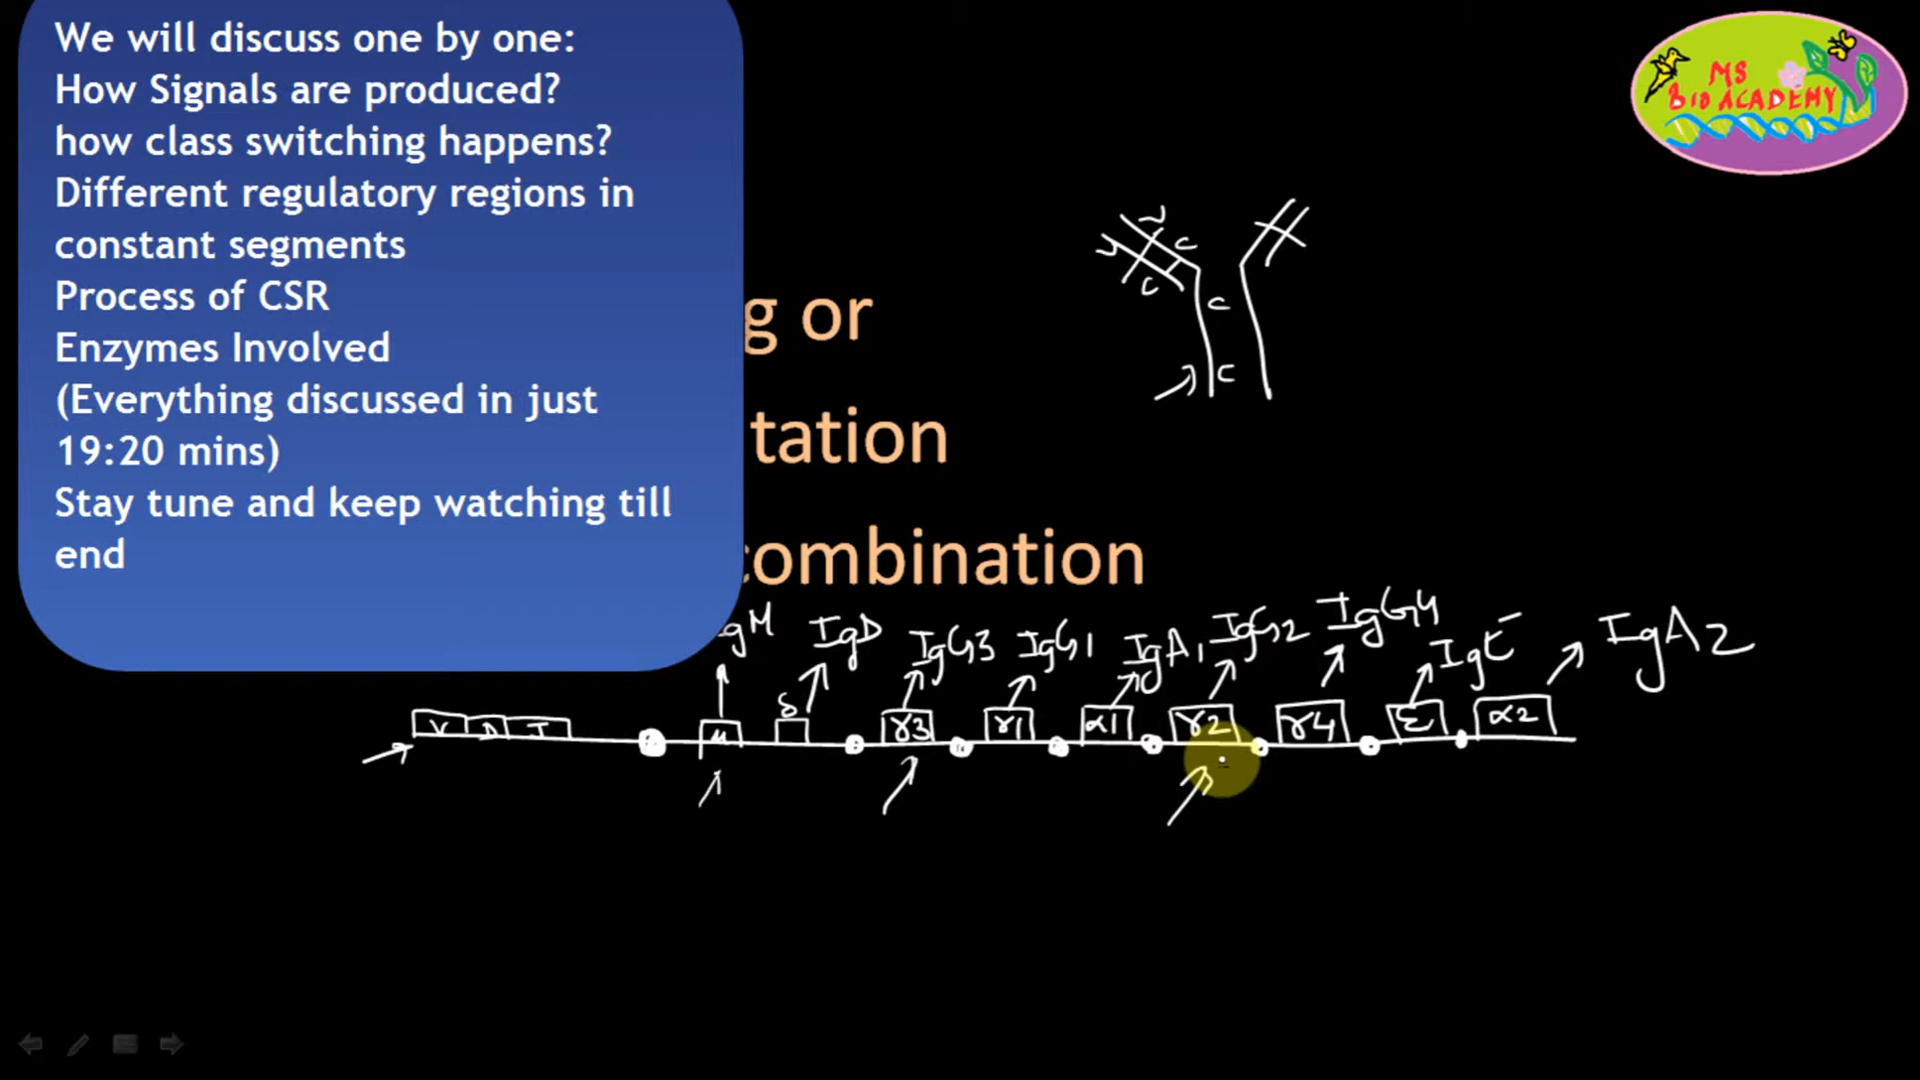 We will discuss one by one:
How Signals are produced?
how class switching happens?
Different regulatory regions in
constant segments
Process of CSR
Enzymes Involved
(Everything discussed in just
19:20 mins)
Stay tune and keep watching till
end
MS
BIO ACADEMY
g or
tation
combination
V
C
V
C
C
C
IgM
IgD
IgG3
IgG1
IgA1
IgG2
IgG4
IgE
IgA2
V D J
μ
δ
γ3
γ1
α1
γ2
γ4
Σ
α2